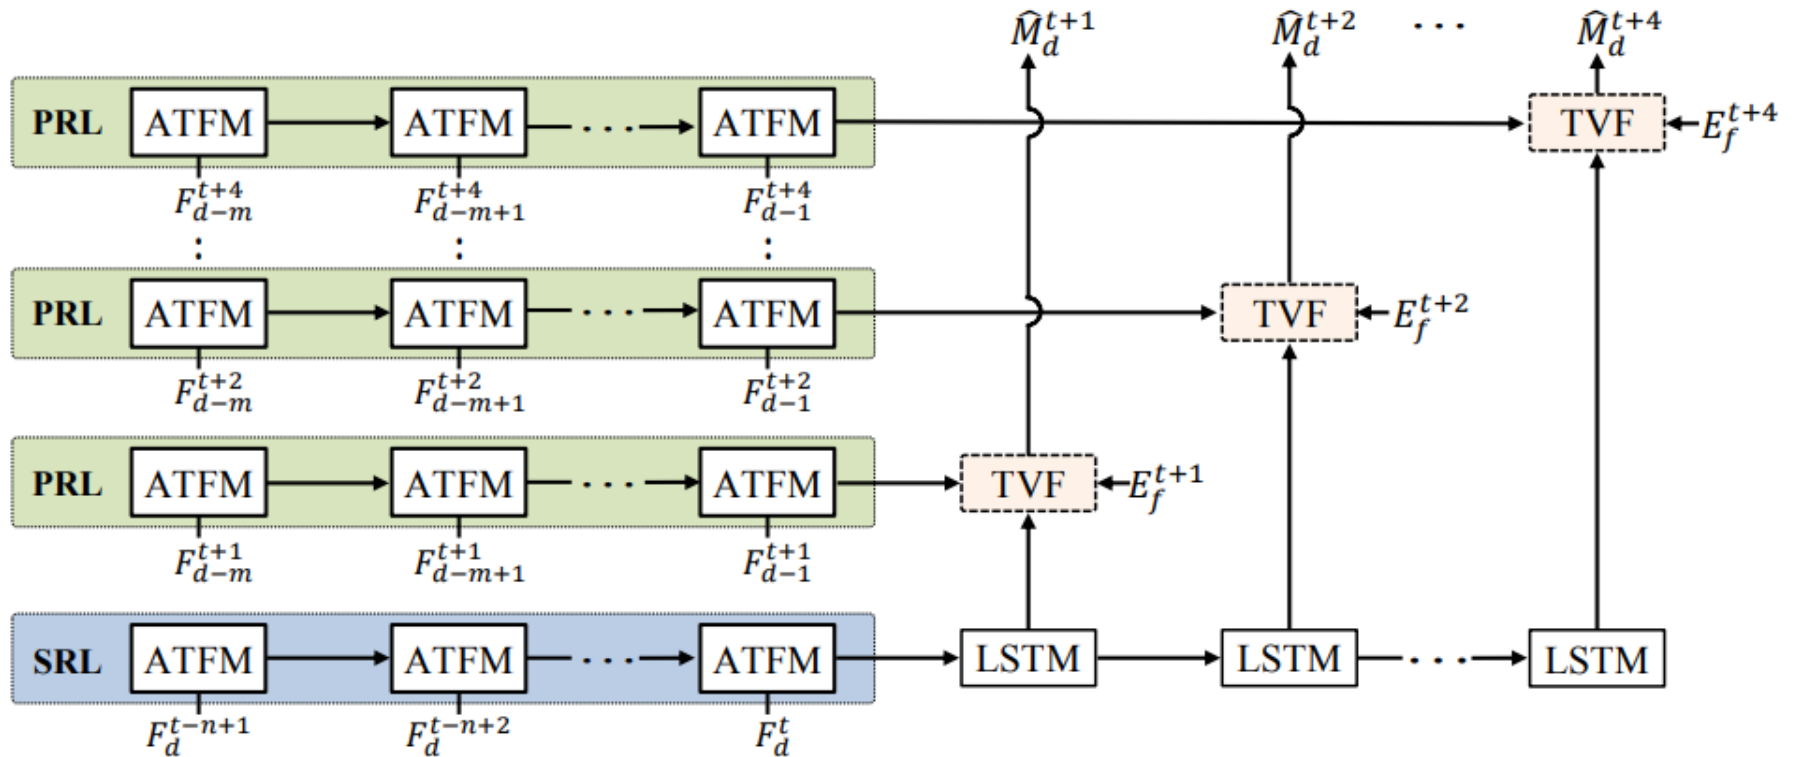 M̂_d^{t+1} M̂_d^{t+2} ··· M̂_d^{t+4}
PRL ATFM ATFM ··· ATFM TVF E_f^{t+4}
F_{d-m}^{t+4} F_{d-m+1}^{t+4} F_{d-1}^{t+4}
⋮ ⋮ ⋮
PRL ATFM ATFM ··· ATFM TVF E_f^{t+2}
F_{d-m}^{t+2} F_{d-m+1}^{t+2} F_{d-1}^{t+2}
PRL ATFM ATFM ··· ATFM TVF E_f^{t+1}
F_{d-m}^{t+1} F_{d-m+1}^{t+1} F_{d-1}^{t+1}
SRL ATFM ATFM ··· ATFM LSTM LSTM ··· LSTM
F_d^{t-n+1} F_d^{t-n+2} F_d^t